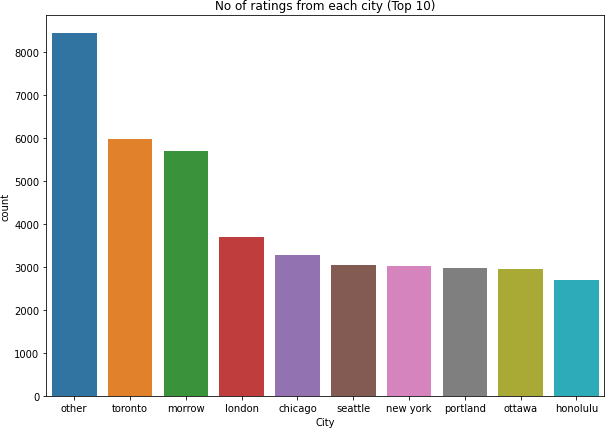 No of ratings from each city (Top 10)
8000
7000
6000
5000
4000
3000
2000
1000
0
count
other toronto morrow london chicago seattle new york portland ottawa honolulu
City